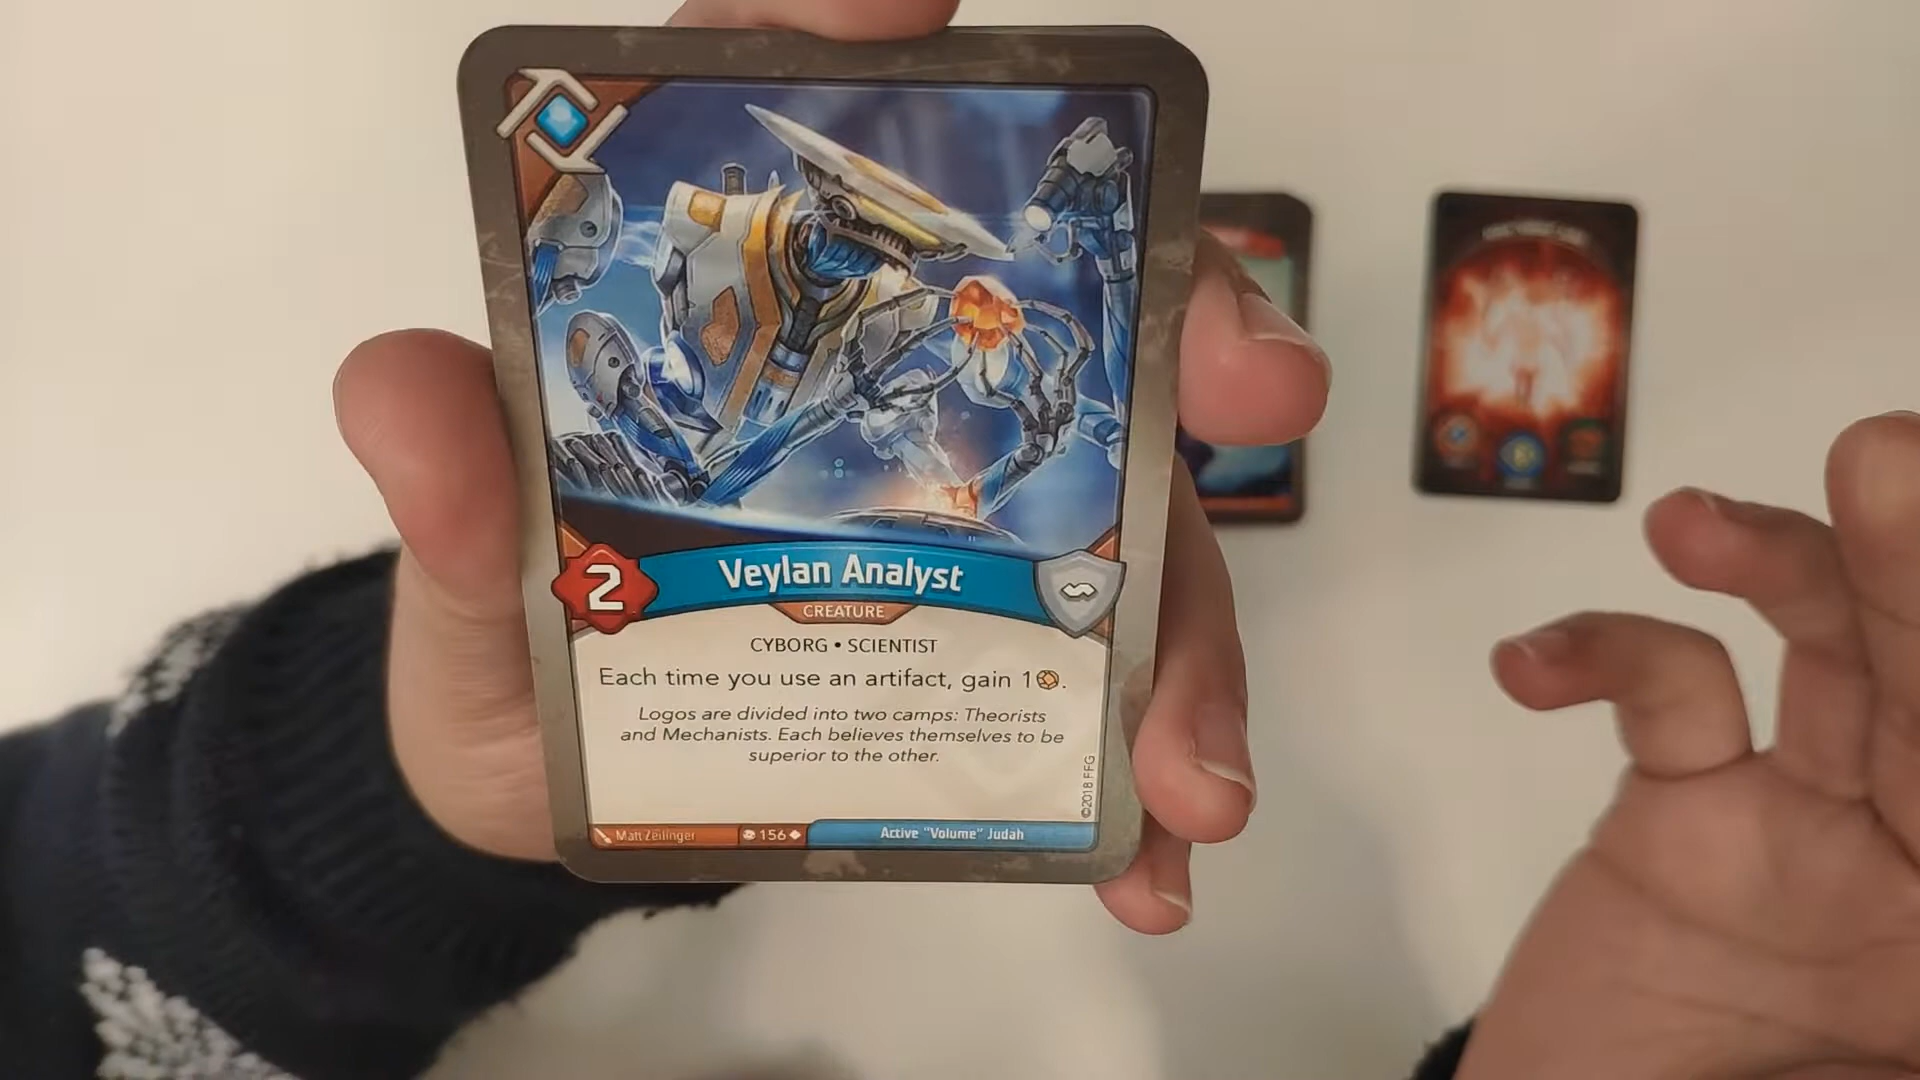 Veylan Analyst
2
CREATURE
CYBORG • SCIENTIST
Each time you use an artifact, gain 1.
Logos are divided into two camps: Theorists
and Mechanists. Each believes themselves to be
superior to the other.
©2018 FFG
Matt Zeilinger
156
Active "Volume" Judah